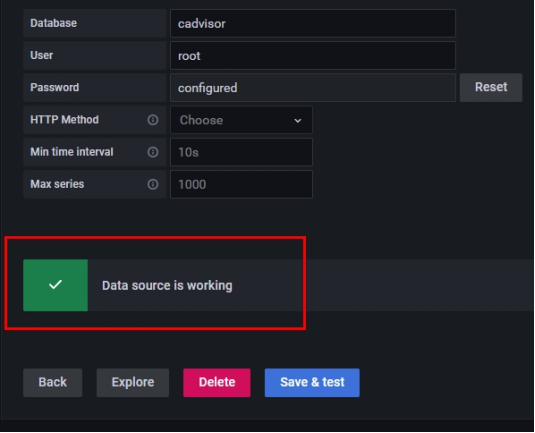 Database cadvisor
User root
Password configured Reset
HTTP Method Choose
Min time interval 10s
Max series 1000
Data source is working
Back Explore Delete Save & test